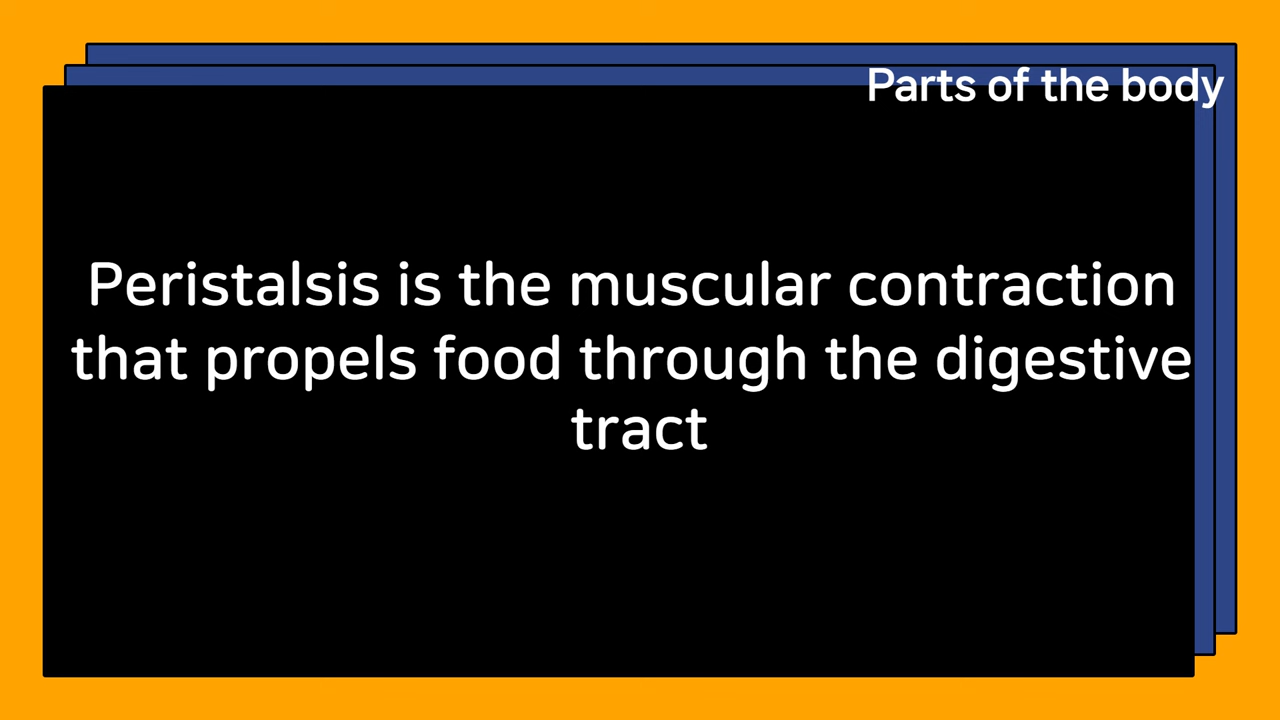 Parts of the body
Peristalsis is the muscular contraction
that propels food through the digestive
tract